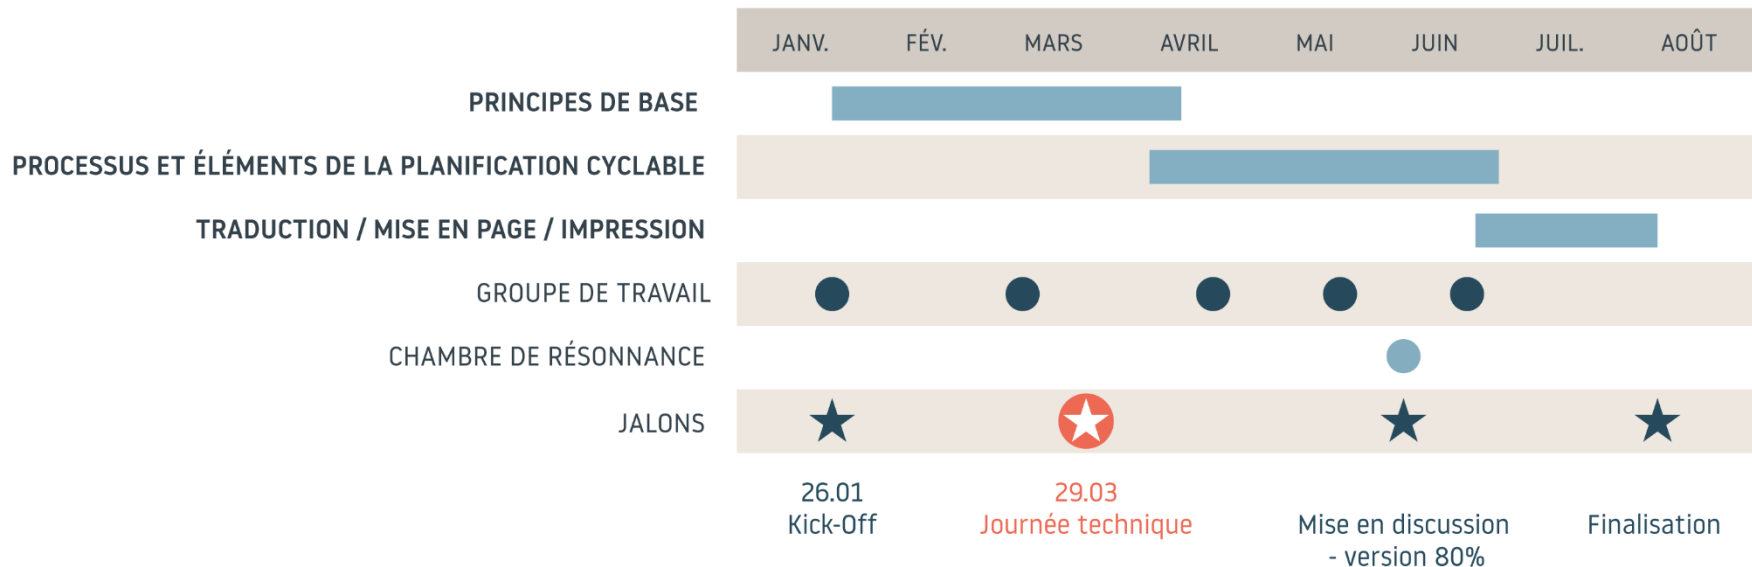 JANV. FÉV. MARS AVRIL MAI JUIN JUIL. AOÛT
PRINCIPES DE BASE
PROCESSUS ET ÉLÉMENTS DE LA PLANIFICATION CYCLABLE
TRADUCTION / MISE EN PAGE / IMPRESSION
GROUPE DE TRAVAIL
CHAMBRE DE RÉSONNANCE
JALONS
26.01
Kick-Off
29.03
Journée technique
Mise en discussion
- version 80%
Finalisation